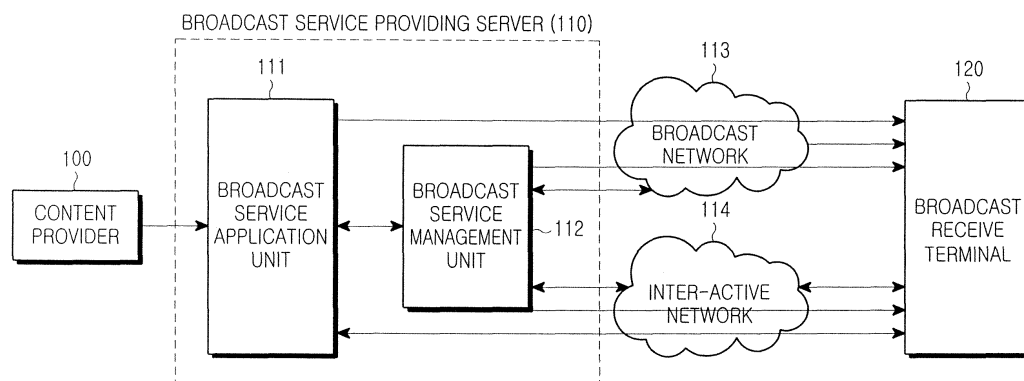 BROADCAST SERVICE PROVIDING SERVER (110)
111
113
120
100
CONTENT
PROVIDER
BROADCAST
SERVICE
APPLICATION
UNIT
BROADCAST
SERVICE
MANAGEMENT
UNIT
112
BROADCAST
NETWORK
114
INTER-ACTIVE
NETWORK
BROADCAST
RECEIVE
TERMINAL